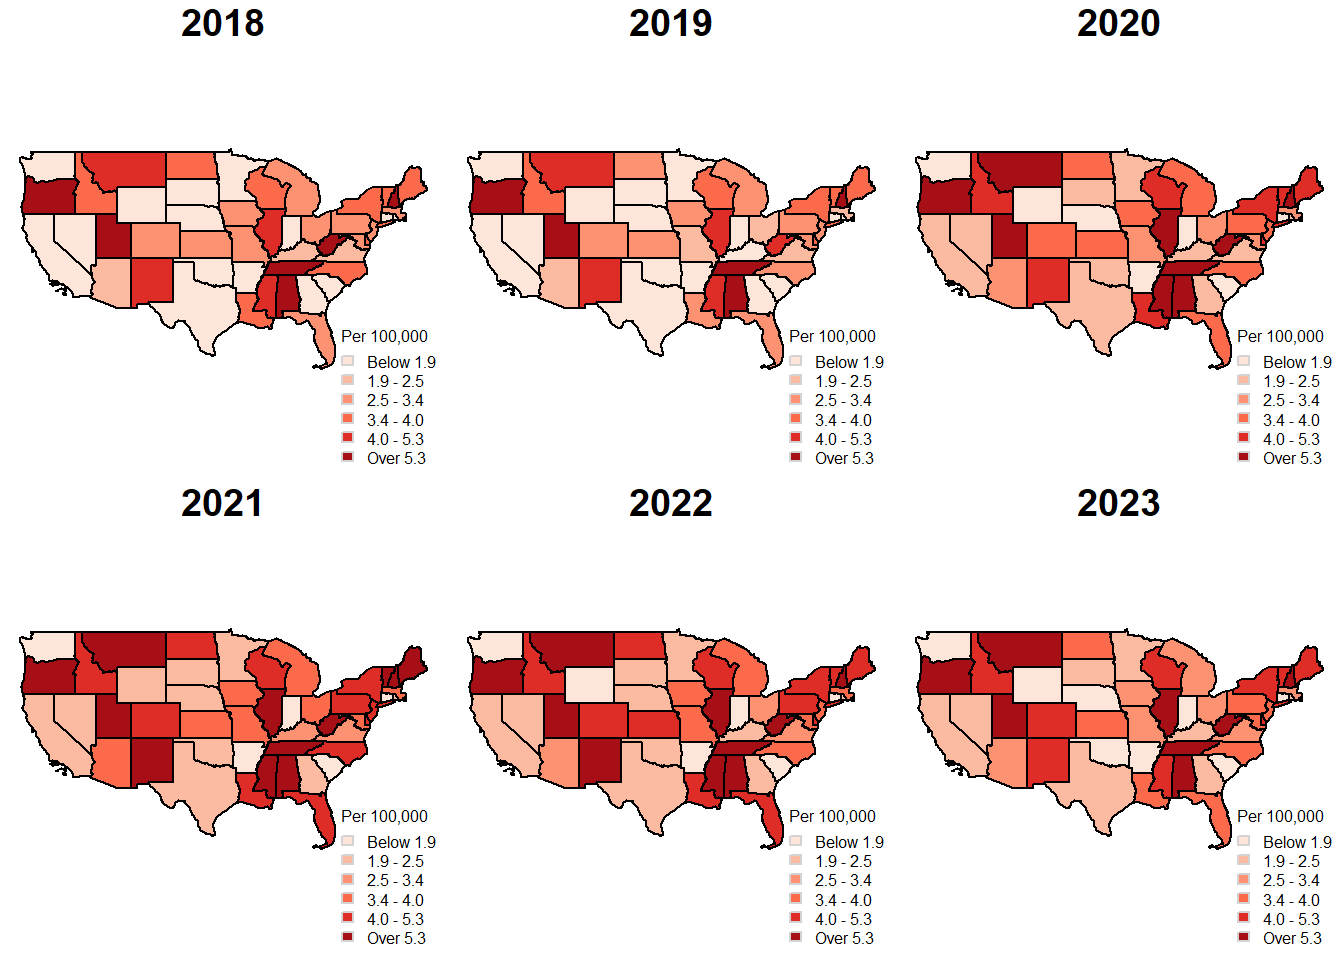 2018
2019
2020
Per 100,000
Below 1.9
1.9 - 2.5
2.5 - 3.4
3.4 - 4.0
4.0 - 5.3
Over 5.3
Per 100,000
Below 1.9
1.9 - 2.5
2.5 - 3.4
3.4 - 4.0
4.0 - 5.3
Over 5.3
Per 100,000
Below 1.9
1.9 - 2.5
2.5 - 3.4
3.4 - 4.0
4.0 - 5.3
Over 5.3
2021
2022
2023
Per 100,000
Below 1.9
1.9 - 2.5
2.5 - 3.4
3.4 - 4.0
4.0 - 5.3
Over 5.3
Per 100,000
Below 1.9
1.9 - 2.5
2.5 - 3.4
3.4 - 4.0
4.0 - 5.3
Over 5.3
Per 100,000
Below 1.9
1.9 - 2.5
2.5 - 3.4
3.4 - 4.0
4.0 - 5.3
Over 5.3